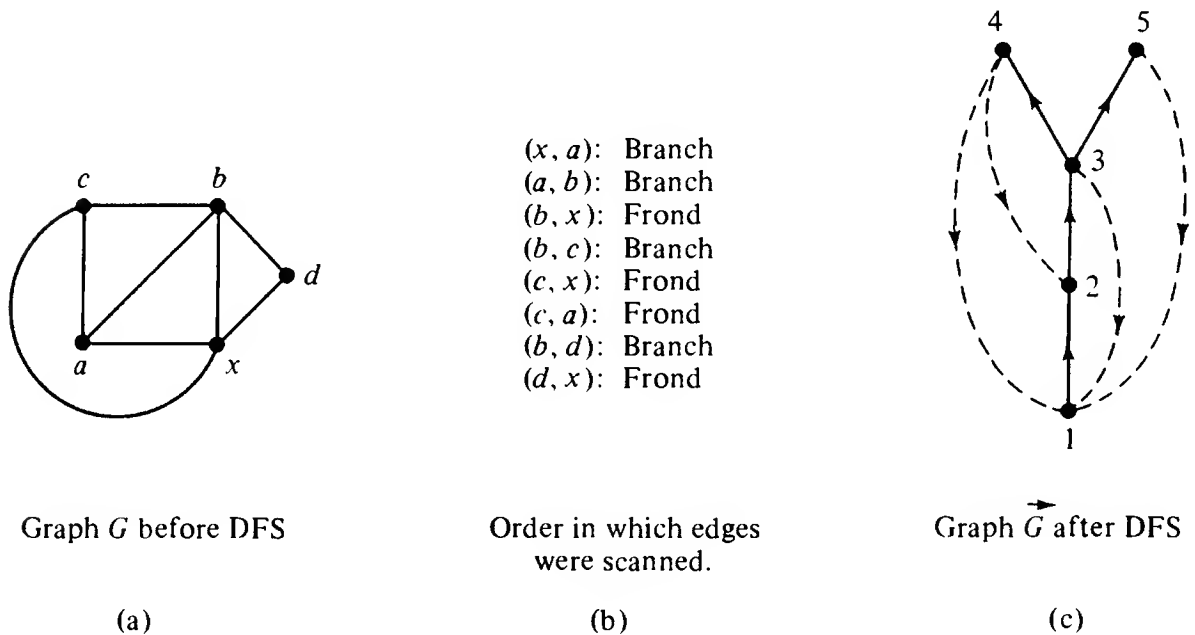 c
b
d
a
x
Graph G before DFS
(a)
(x, a): Branch
(a, b): Branch
(b, x): Frond
(b, c): Branch
(c, x): Frond
(c, a): Frond
(b, d): Branch
(d, x): Frond
Order in which edges
were scanned.
(b)
4
5
3
2
1
Graph G⃗ after DFS
(c)